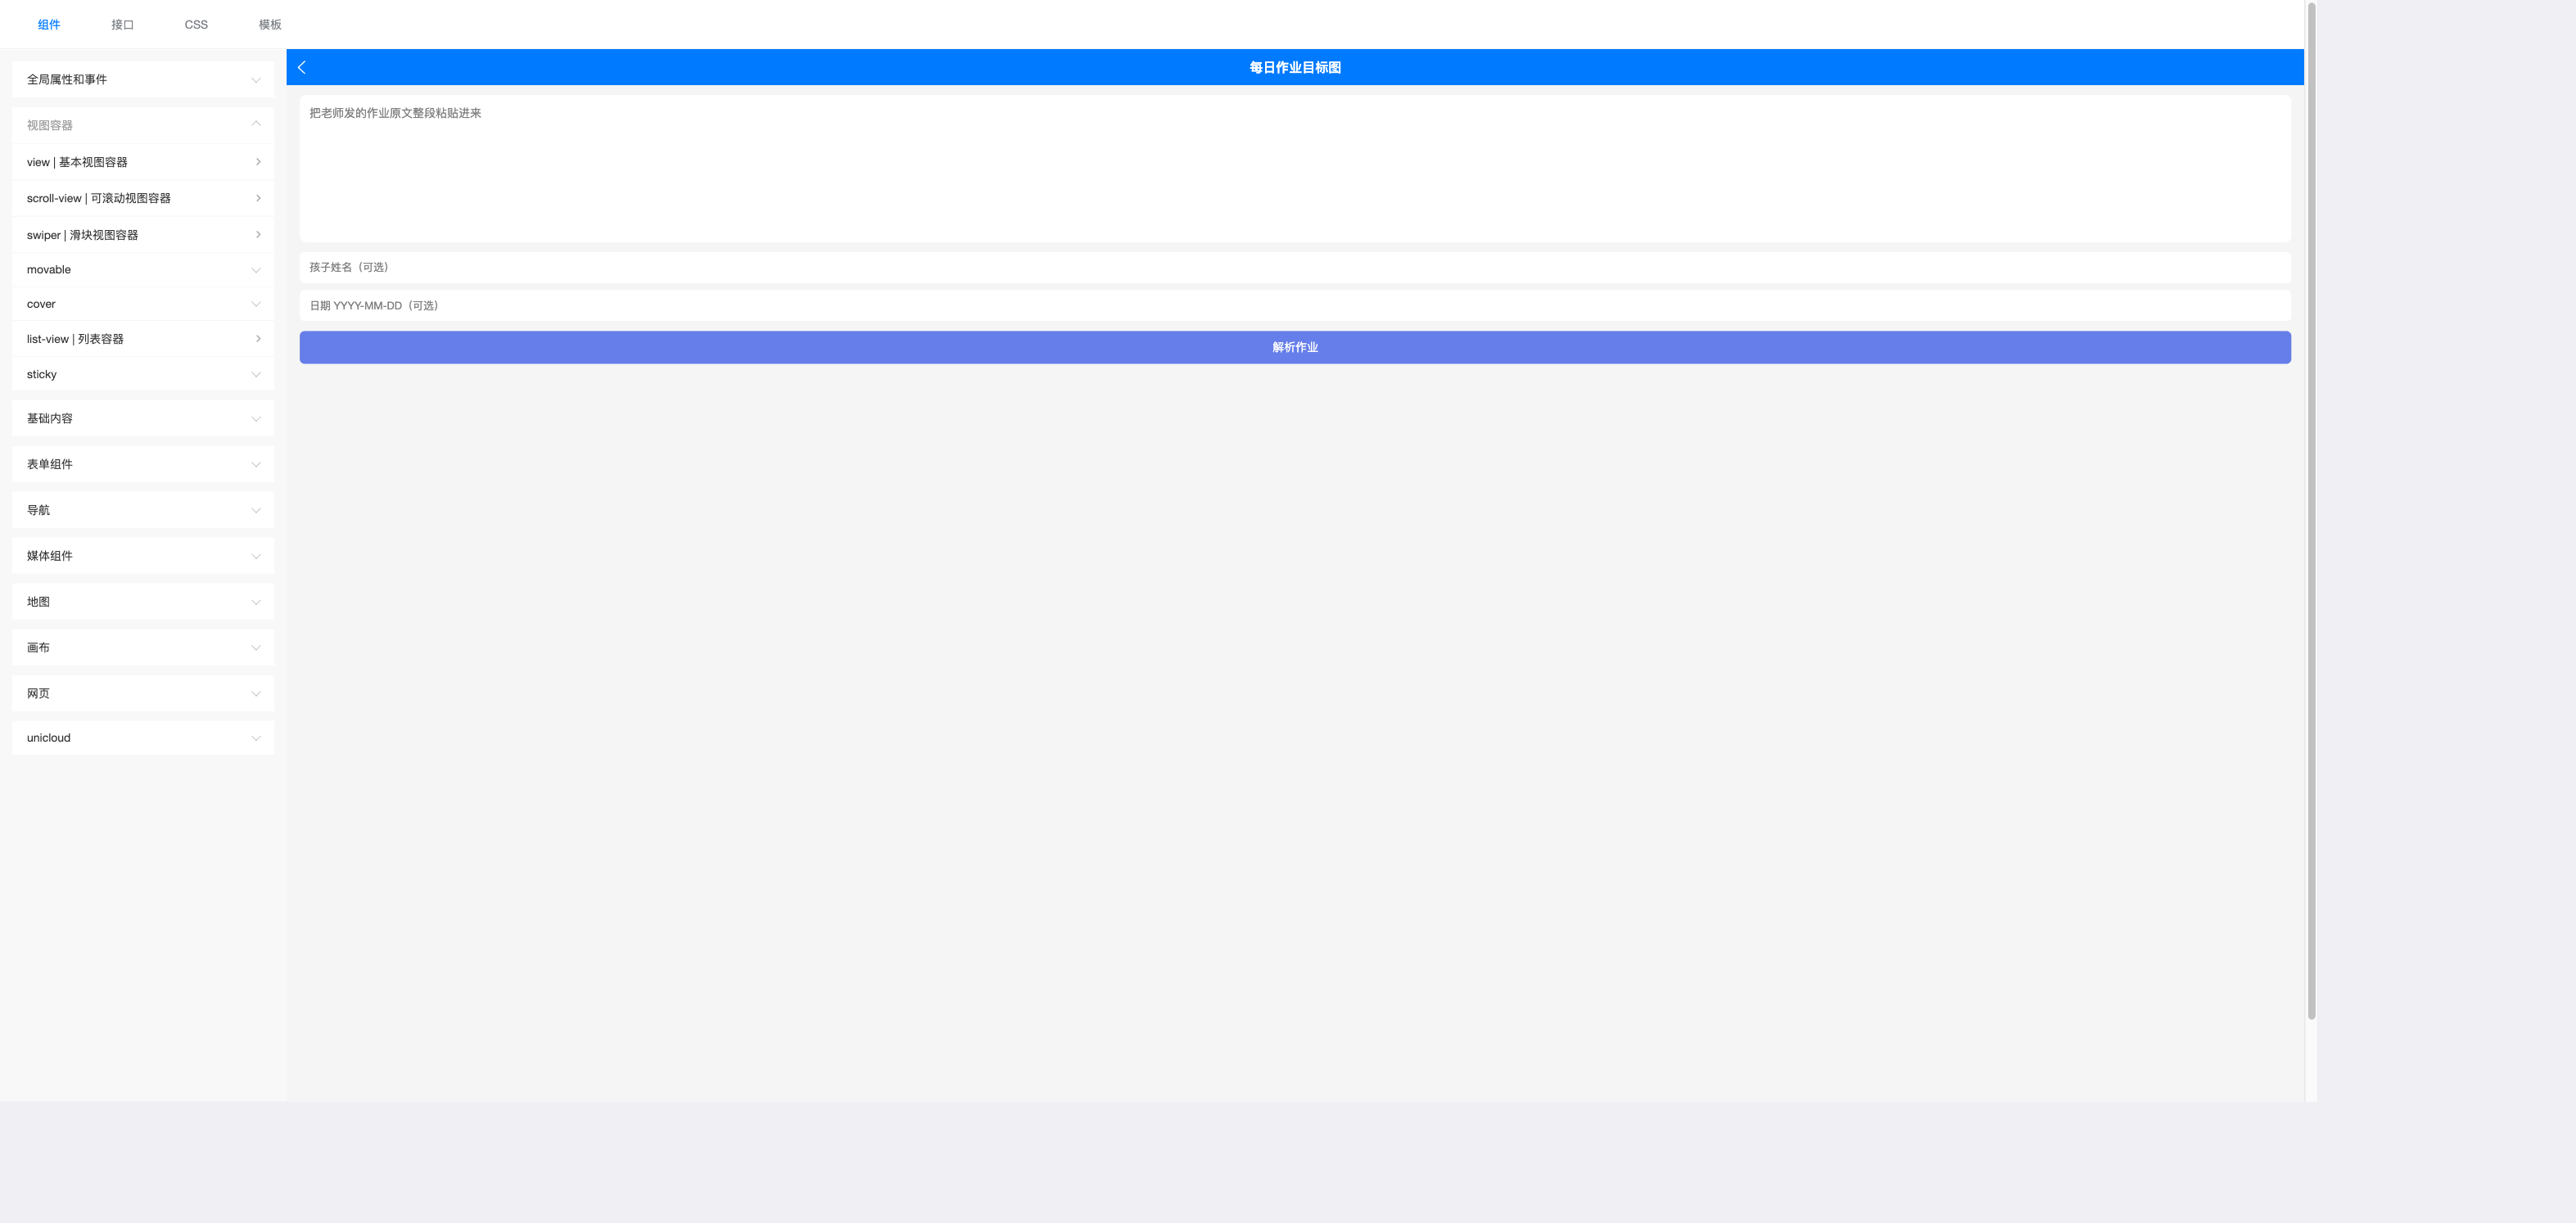 组件
接口
CSS
模板
全局属性和事件
视图容器
view | 基本视图容器
scroll-view | 可滚动视图容器
swiper | 滑块视图容器
movable
cover
list-view | 列表容器
sticky
基础内容
表单组件
导航
媒体组件
地图
画布
网页
unicloud
每日作业目标图
把老师发的作业原文整段粘贴进来
孩子姓名（可选）
日期 YYYY-MM-DD（可选）
解析作业